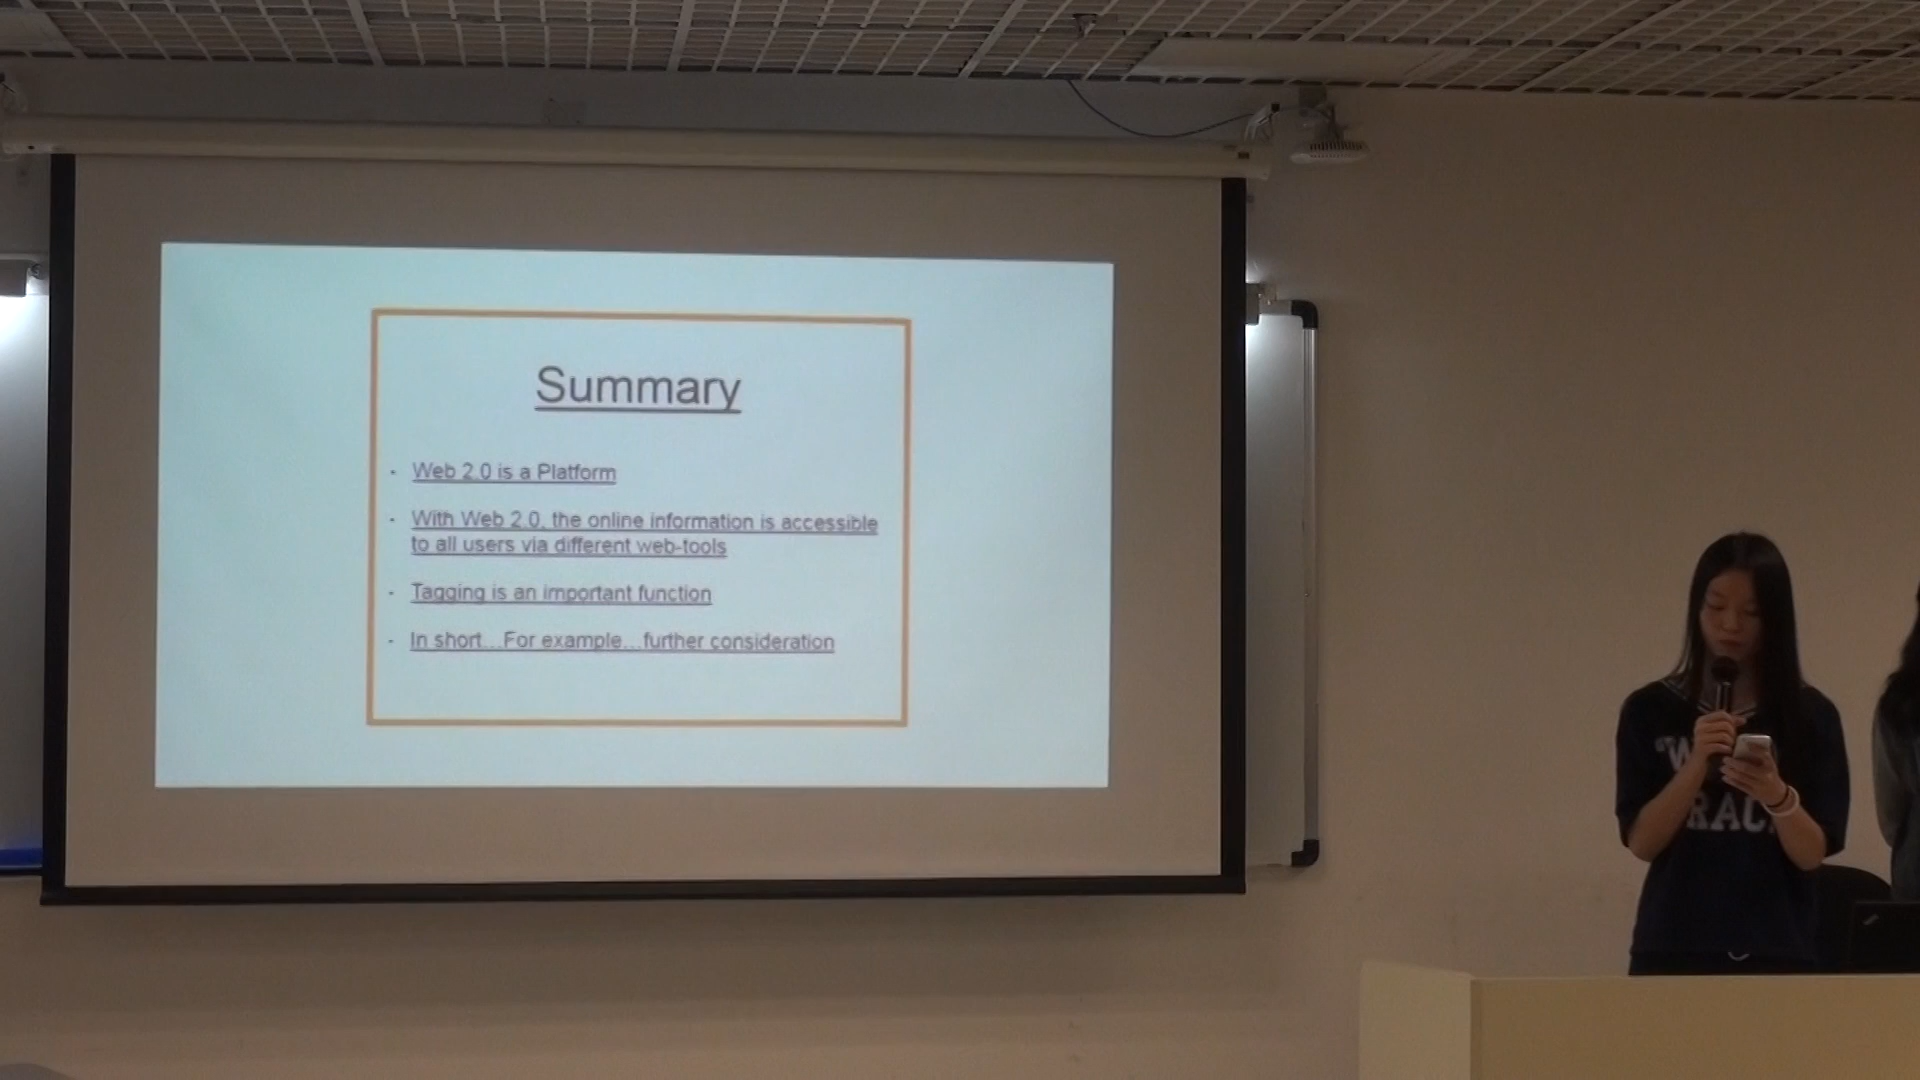 Summary
- Web 2.0 is a Platform
- With Web 2.0, the online information is accessible
to all users via different web-tools
- Tagging is an important function
- In short...For example...further consideration